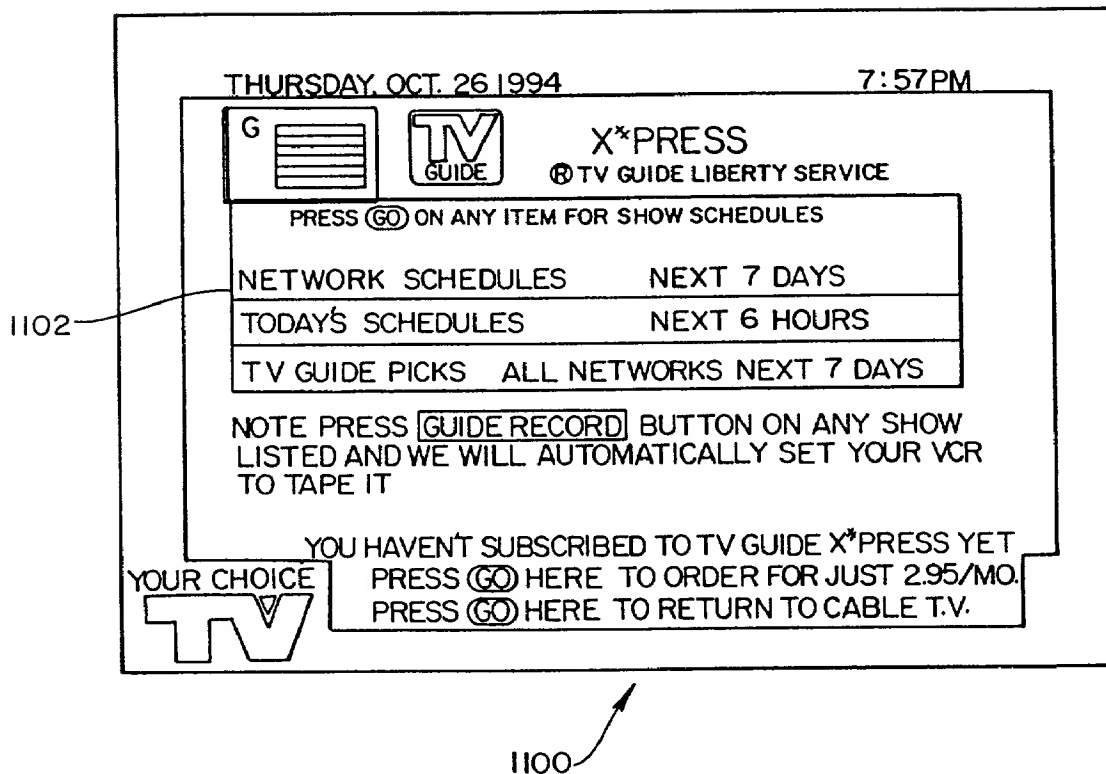 THURSDAY, OCT. 26 1994 7:57PM
G
TV
GUIDE
X*PRESS
® TV GUIDE LIBERTY SERVICE
PRESS GO ON ANY ITEM FOR SHOW SCHEDULES
NETWORK SCHEDULES NEXT 7 DAYS
1102
TODAY'S SCHEDULES NEXT 6 HOURS
TV GUIDE PICKS ALL NETWORKS NEXT 7 DAYS
NOTE PRESS GUIDE RECORD BUTTON ON ANY SHOW
LISTED AND WE WILL AUTOMATICALLY SET YOUR VCR
TO TAPE IT
YOU HAVEN'T SUBSCRIBED TO TV GUIDE X*PRESS YET
YOUR CHOICE
TV
PRESS GO HERE TO ORDER FOR JUST 2.95/MO.
PRESS GO HERE TO RETURN TO CABLE T.V.
1100